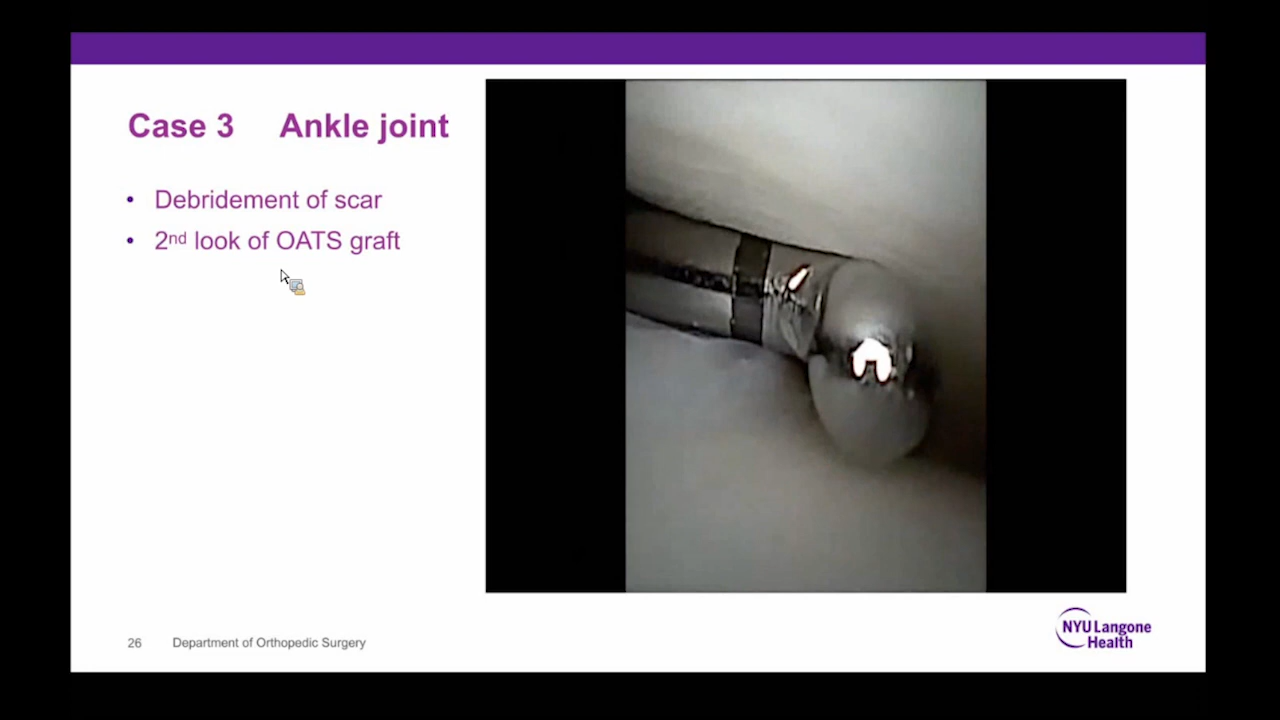 Case 3 Ankle joint
• Debridement of scar
• 2nd look of OATS graft
26 Department of Orthopedic Surgery
NYU Langone
Health